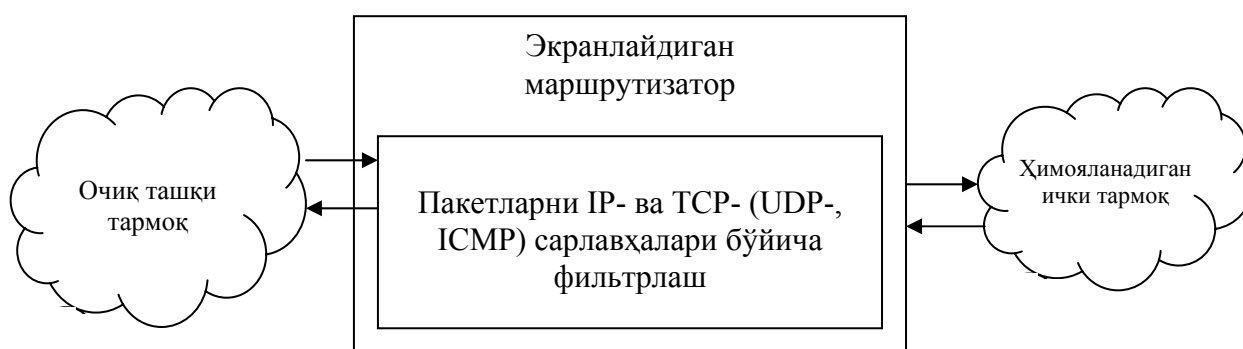 Экранлайдиган
маршрутизатор
Очиқ ташқи
тармоқ
Пакетларни IP- ва TCP- (UDP-,
ICMP) сарлавҳалари бўйича
фильтрлаш
Ҳимояланадиган
ички тармоқ